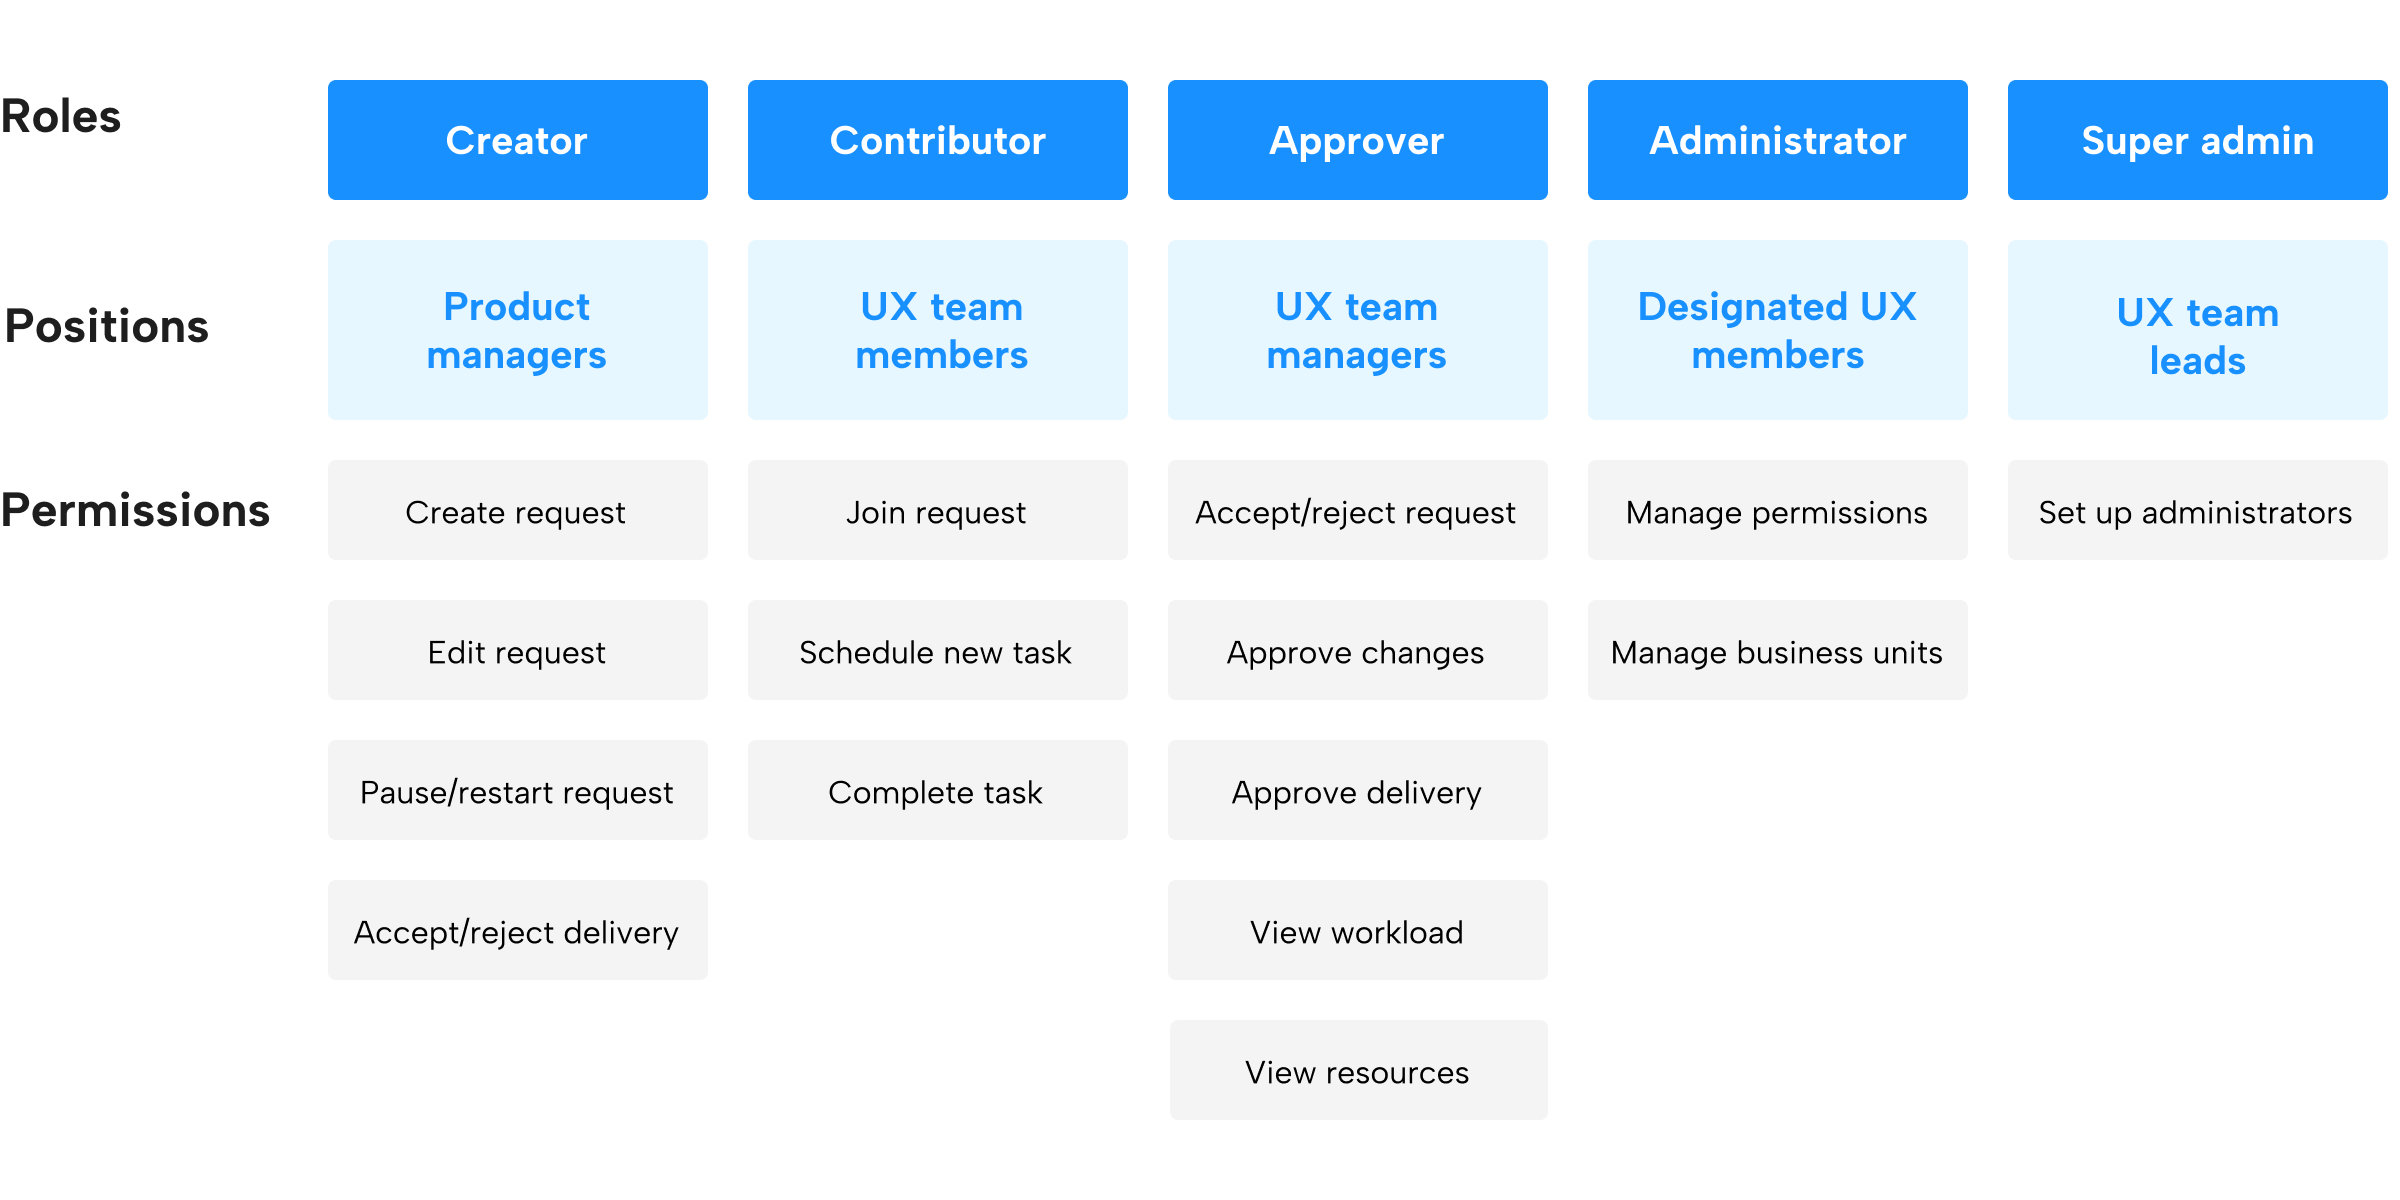 Roles
Creator
Contributor
Approver
Administrator
Super admin
Positions
Product
managers
UX team
members
UX team
managers
Designated UX
members
UX team
leads
Permissions
Create request
Join request
Accept/reject request
Manage permissions
Set up administrators
Edit request
Schedule new task
Approve changes
Manage business units
Pause/restart request
Complete task
Approve delivery
Accept/reject delivery
View workload
View resources